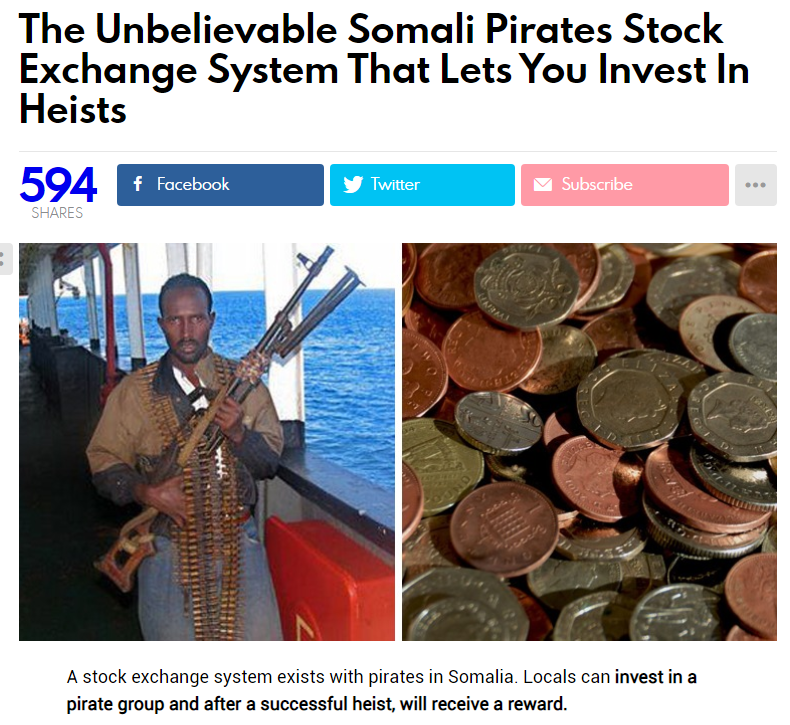 The Unbelievable Somali Pirates Stock
Exchange System That Lets You Invest In
Heists
594
SHARES
Facebook
Twitter
Subscribe
A stock exchange system exists with pirates in Somalia. Locals can invest in a
pirate group and after a successful heist, will receive a reward.